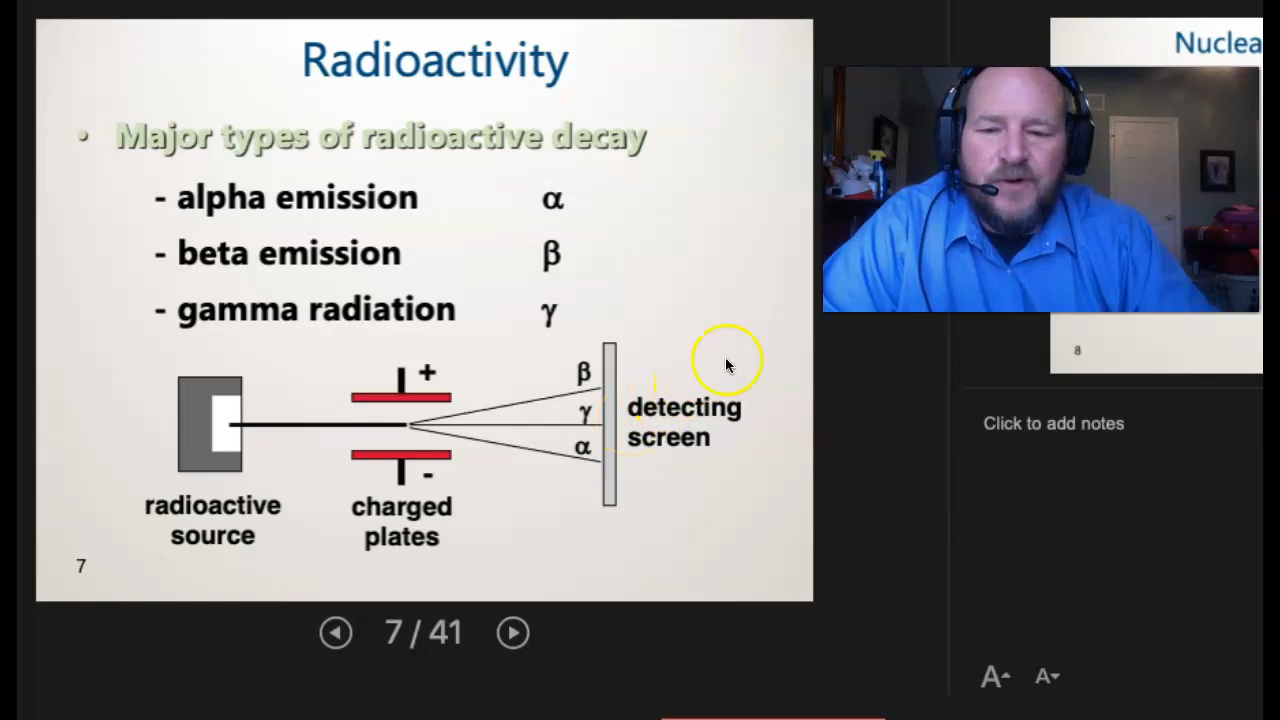 Radioactivity
• Major types of radioactive decay
- alpha emission α
- beta emission β
- gamma radiation γ
+
β
γ
α
detecting
screen
-
radioactive
source
charged
plates
7
7 / 41
Nuclea
8
Click to add notes
A A